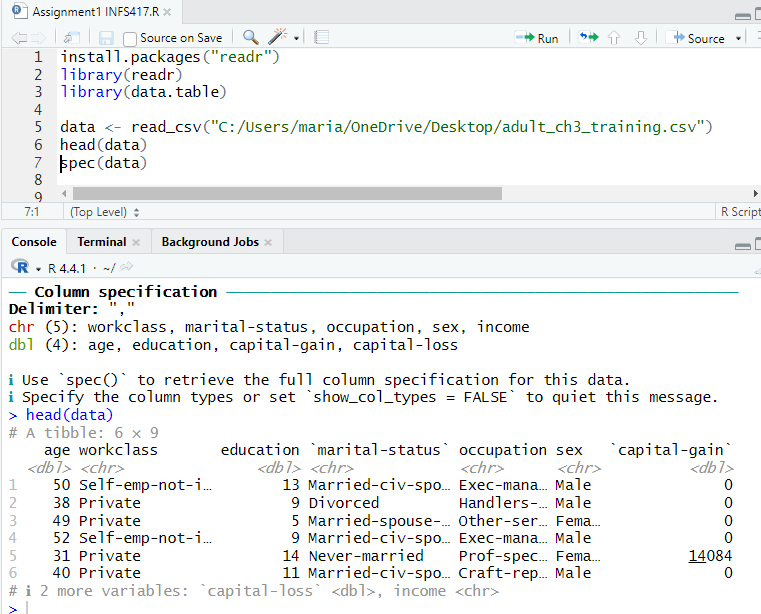 Assignment1 INFS417.R
Source on Save
Run
Source
1 install.packages("readr")
2 library(readr)
3 library(data.table)
4
5 data <- read_csv("C:/Users/maria/OneDrive/Desktop/adult_ch3_training.csv")
6 head(data)
7 spec(data)
8
9
7:1 (Top Level) R Script
Console Terminal Background Jobs
R 4.4.1 · ~/
── Column specification ──
Delimiter: ","
chr (5): workclass, marital-status, occupation, sex, income
dbl (4): age, education, capital-gain, capital-loss
ℹ Use `spec()` to retrieve the full column specification for this data.
ℹ Specify the column types or set `show_col_types = FALSE` to quiet this message.
> head(data)
# A tibble: 6 × 9
age workclass education `marital-status` occupation sex `capital-gain`
<dbl> <chr> <dbl> <chr> <chr> <chr> <dbl>
1 50 Self-emp-not-i… 13 Married-civ-spo… Exec-mana… Male 0
2 38 Private 9 Divorced Handlers-… Male 0
3 49 Private 5 Married-spouse-… Other-ser… Fema… 0
4 52 Self-emp-not-i… 9 Married-civ-spo… Exec-mana… Male 0
5 31 Private 14 Never-married Prof-spec… Fema… 14084
6 40 Private 11 Married-civ-spo… Craft-rep… Male 0
# ℹ 2 more variables: `capital-loss` <dbl>, income <chr>
>